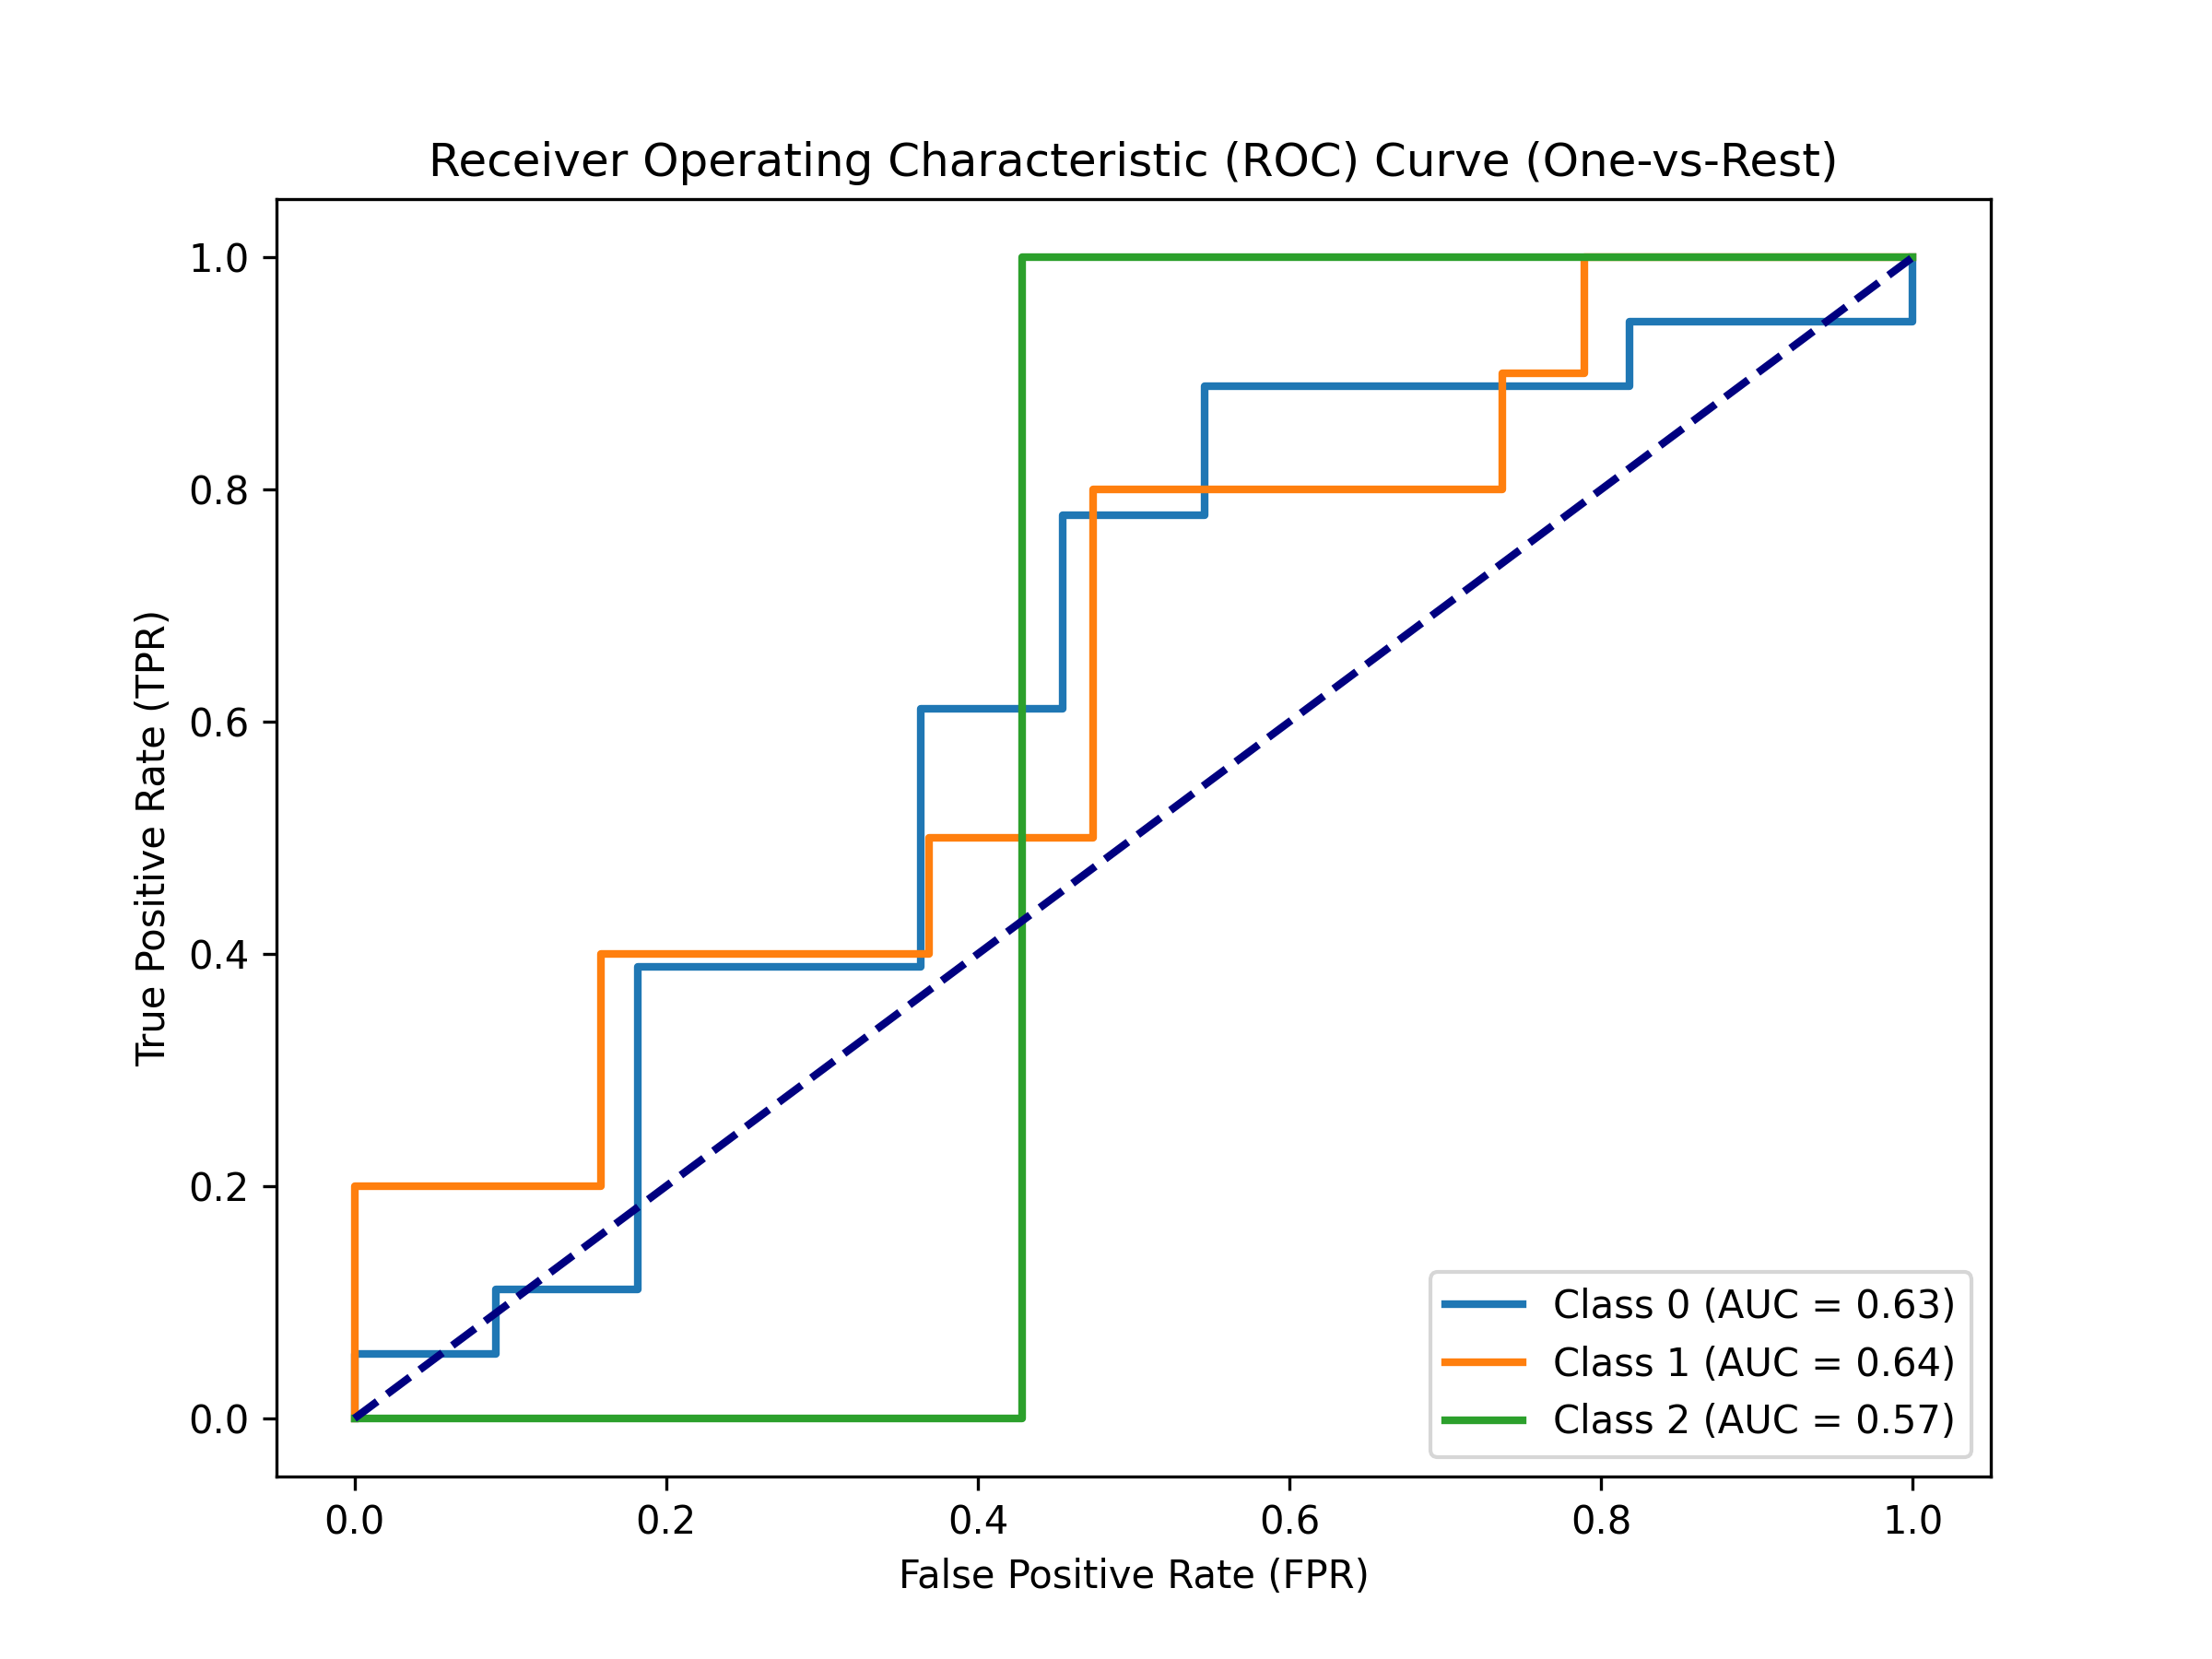 Receiver Operating Characteristic (ROC) Curve (One-vs-Rest)
1.0
0.8
0.6
0.4
0.2
0.0
True Positive Rate (TPR)
Class 0 (AUC = 0.63)
Class 1 (AUC = 0.64)
Class 2 (AUC = 0.57)
0.0 0.2 0.4 0.6 0.8 1.0
False Positive Rate (FPR)